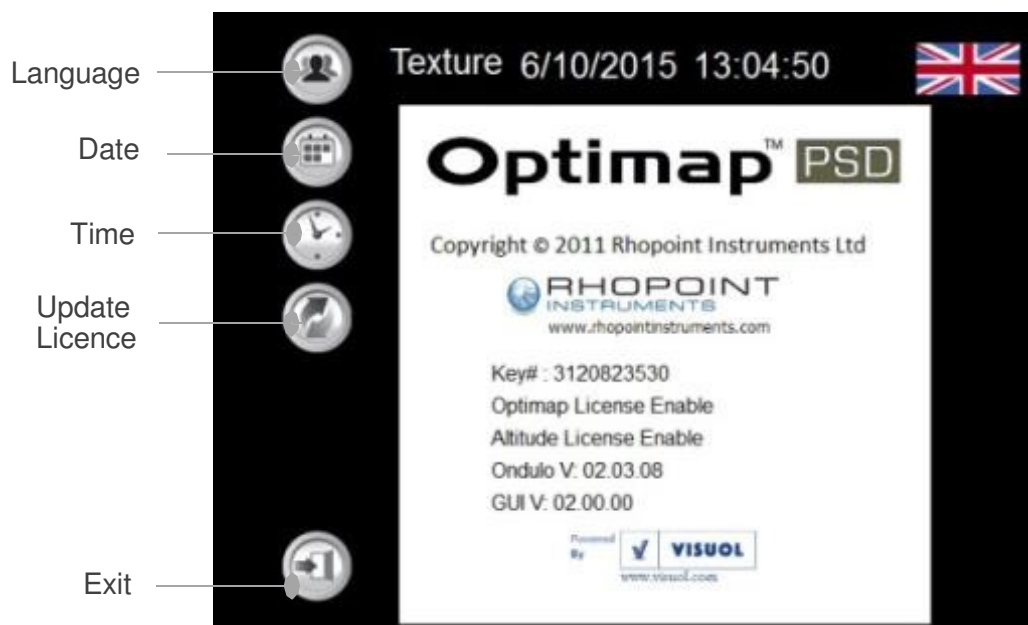 Language
Date
Time
Update
Licence
Exit
Texture 6/10/2015 13:04:50
Optimap™ PSD
Copyright © 2011 Rhopoint Instruments Ltd
RHOPOINT
INSTRUMENTS
www.rhopointinstruments.com
Key# : 3120823530
Optimap License Enable
Altitude License Enable
Ondulo V: 02.03.08
GUI V: 02.00.00
Powered
By
VISUOL
www.visuol.com